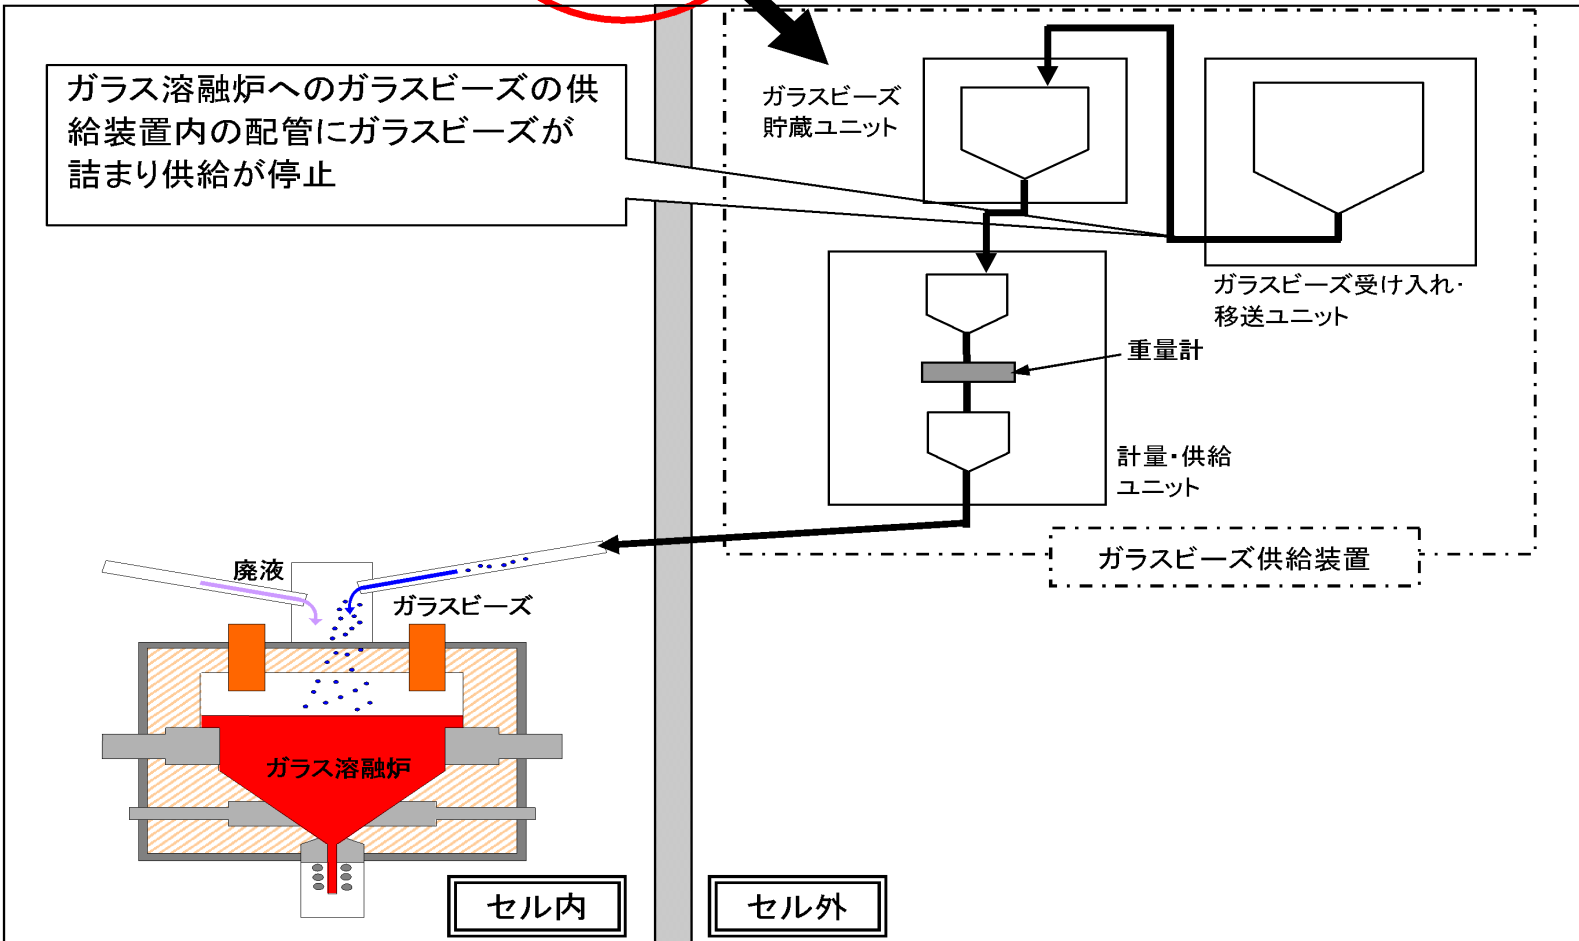 ガラス溶融炉へのガラスビーズの供
給装置内の配管にガラスビーズが
詰まり供給が停止
ガラスビーズ
貯蔵ユニット
ガラスビーズ受け入れ・
移送ユニット
重量計
計量・供給
ユニット
ガラスビーズ供給装置
廃液
ガラスビーズ
ガラス溶融炉
セル内
セル外